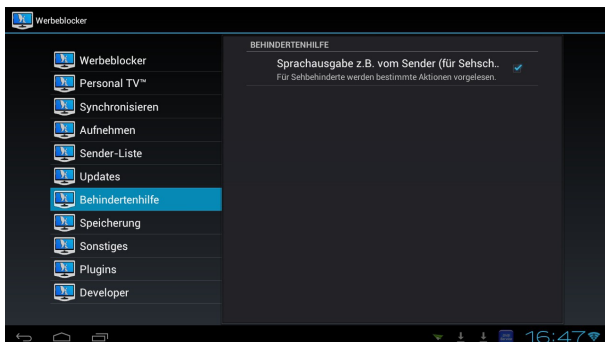 Werbeblocker
Werbeblocker
Personal TV™
Synchronisieren
Aufnehmen
Sender-Liste
Updates
Behindertenhilfe
Speicherung
Sonstiges
Plugins
Developer
BEHINDERTENHILFE
Sprachausgabe z.B. vom Sender (für Sehsch..
Für Sehbehinderte werden bestimmte Aktionen vorgelesen.
16:47